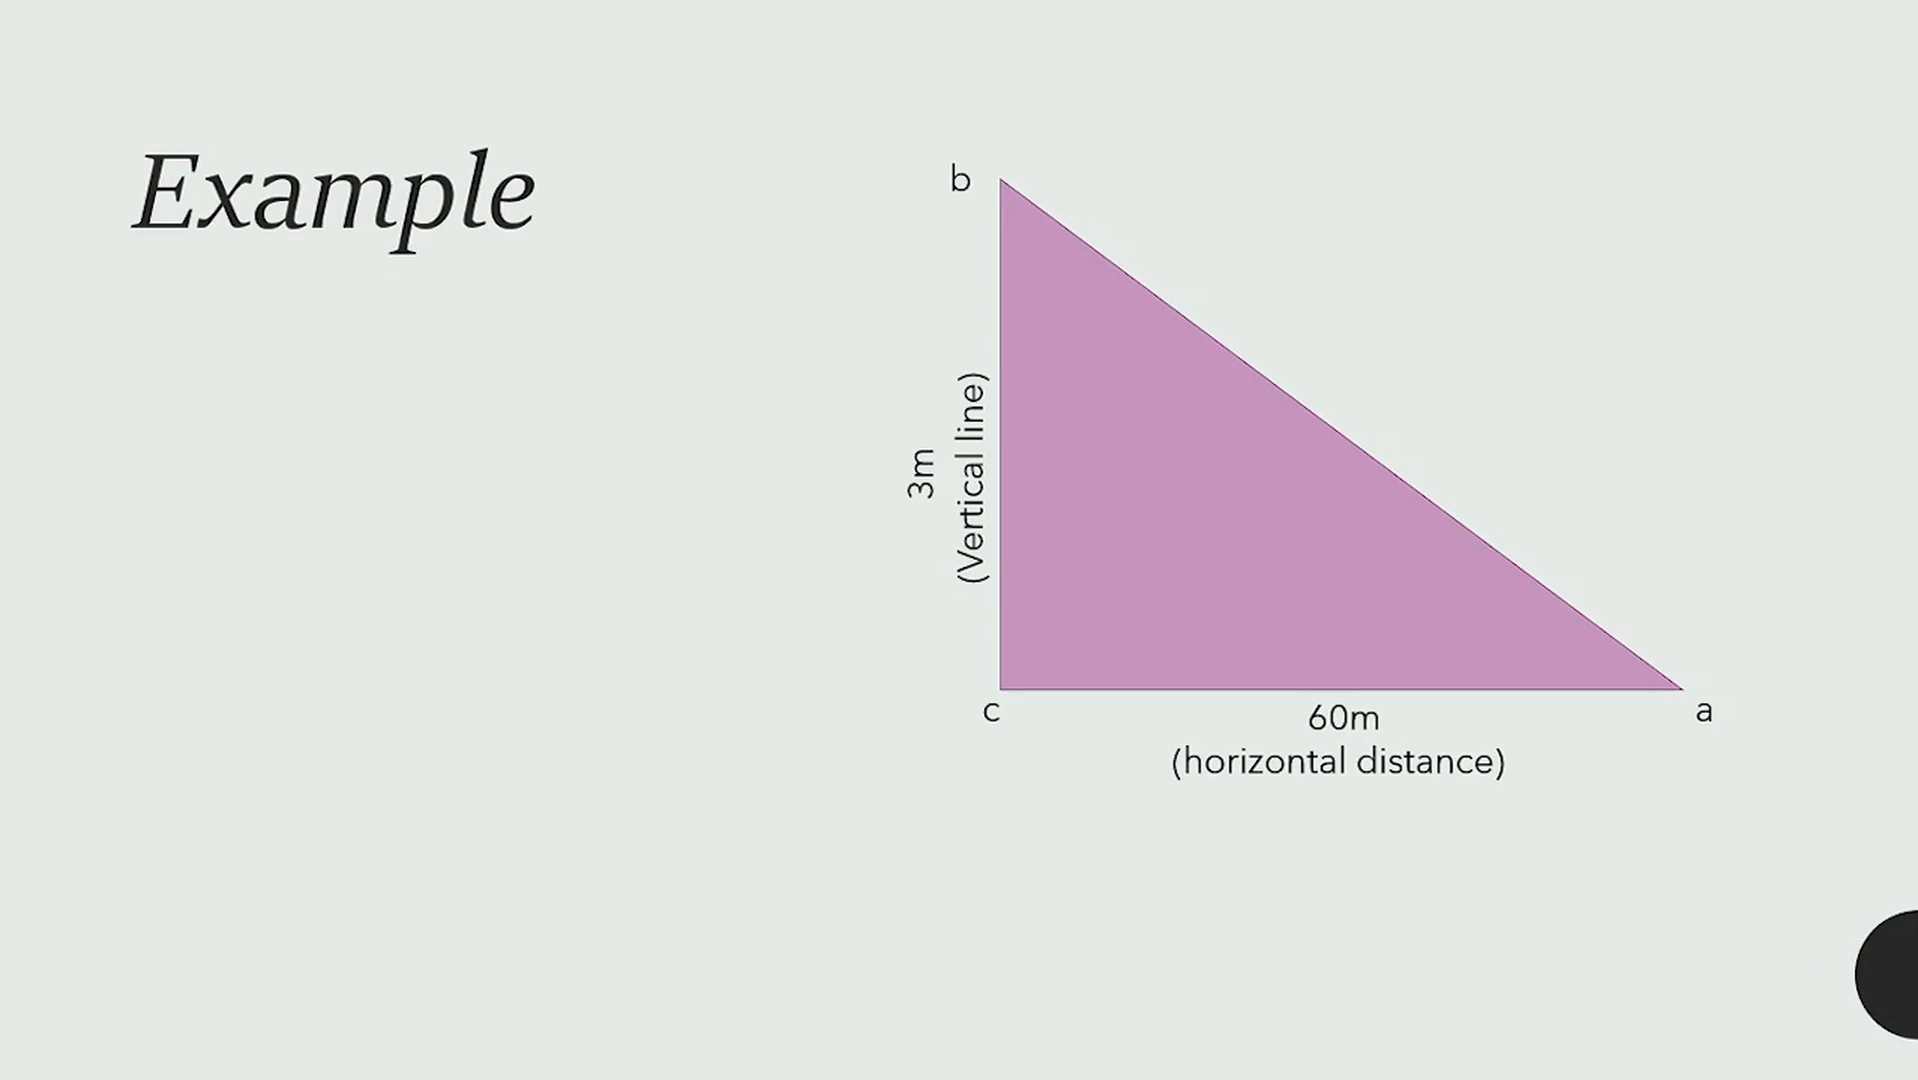 Example
b
3m
(Vertical line)
c
60m
a
(horizontal distance)